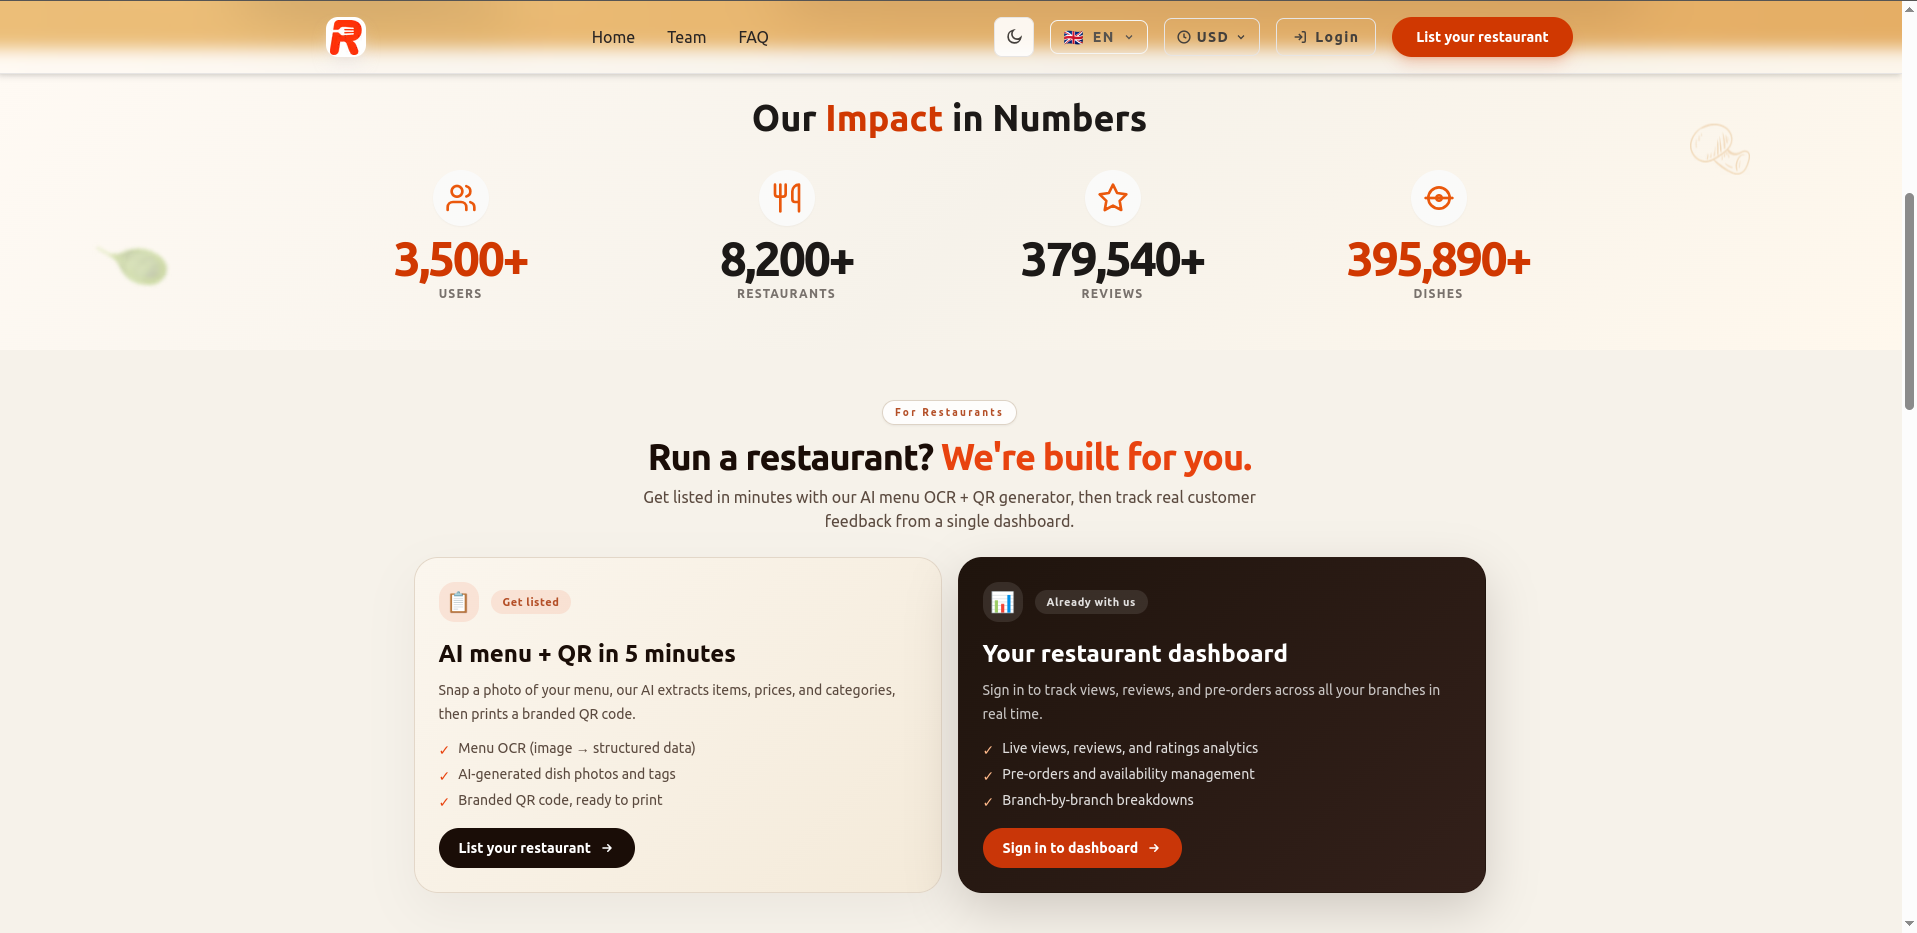 R
Home
Team
FAQ
EN
USD
Login
List your restaurant
Our Impact in Numbers
3,500+
USERS
8,200+
RESTAURANTS
379,540+
REVIEWS
395,890+
DISHES
For Restaurants
Run a restaurant? We're built for you.
Get listed in minutes with our AI menu OCR + QR generator, then track real customer
feedback from a single dashboard.
📋 Get listed
AI menu + QR in 5 minutes
Snap a photo of your menu, our AI extracts items, prices, and categories,
then prints a branded QR code.
✓ Menu OCR (image → structured data)
✓ AI-generated dish photos and tags
✓ Branded QR code, ready to print
List your restaurant →
📊 Already with us
Your restaurant dashboard
Sign in to track views, reviews, and pre-orders across all your branches in
real time.
✓ Live views, reviews, and ratings analytics
✓ Pre-orders and availability management
✓ Branch-by-branch breakdowns
Sign in to dashboard →